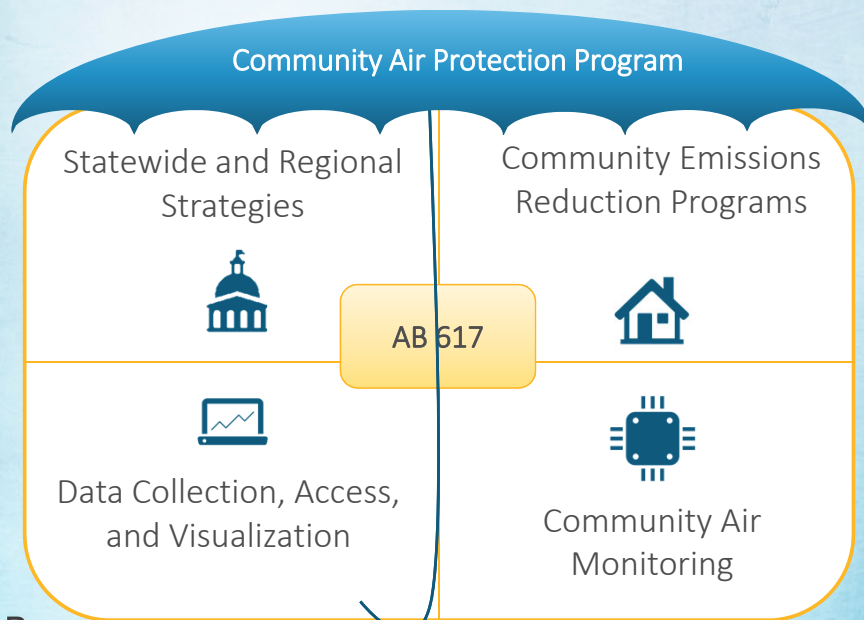 Community Air Protection Program
Statewide and Regional
Strategies
Community Emissions
Reduction Programs
AB 617
Data Collection, Access,
and Visualization
Community Air
Monitoring